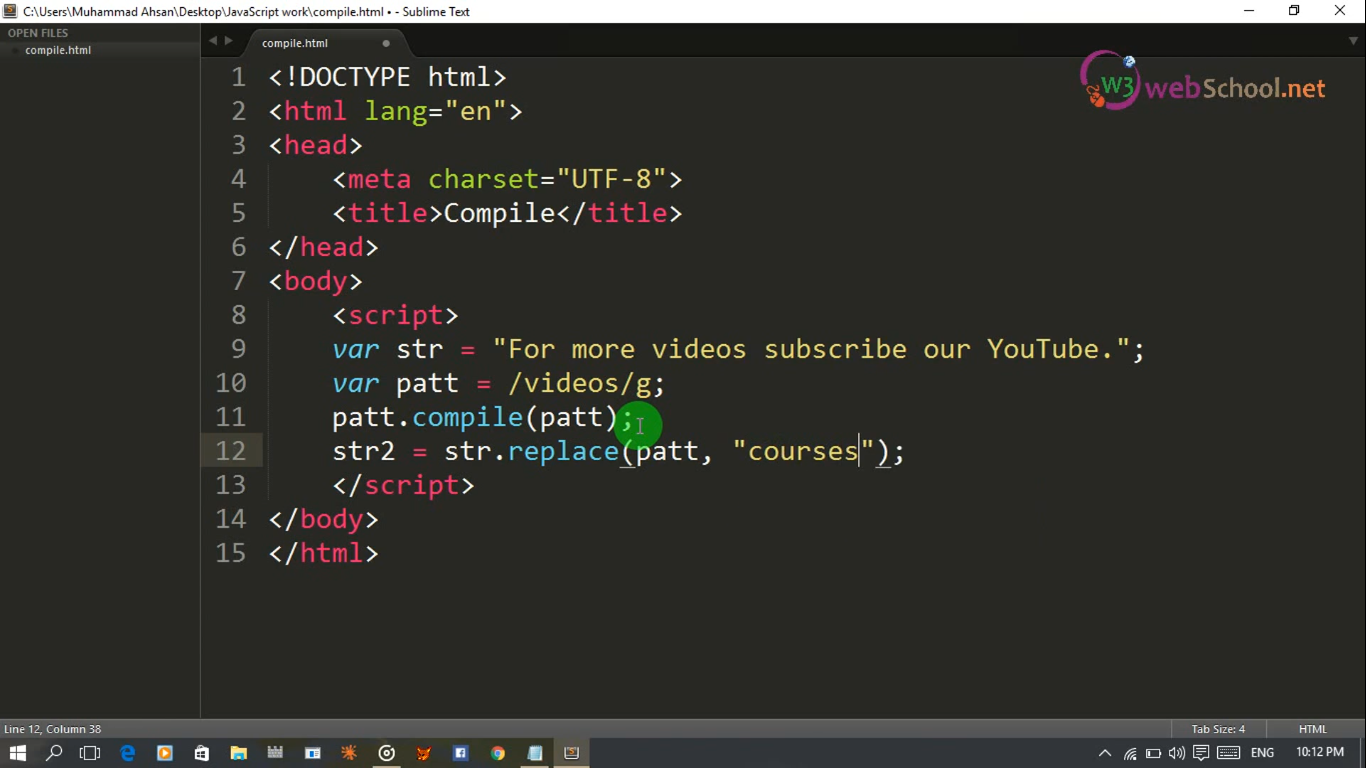 C:\Users\Muhammad Ahsan\Desktop\JavaScript work\compile.html • - Sublime Text
OPEN FILES
compile.html
compile.html
W3 webSchool.net
1 <!DOCTYPE html>
2 <html lang="en">
3 <head>
4     <meta charset="UTF-8">
5     <title>Compile</title>
6 </head>
7 <body>
8     <script>
9     var str = "For more videos subscribe our YouTube.";
10     var patt = /videos/g;
11     patt.compile(patt);
12     str2 = str.replace(patt, "courses");
13     </script>
14 </body>
15 </html>
Line 12, Column 38
Tab Size: 4
HTML
ENG
10:12 PM